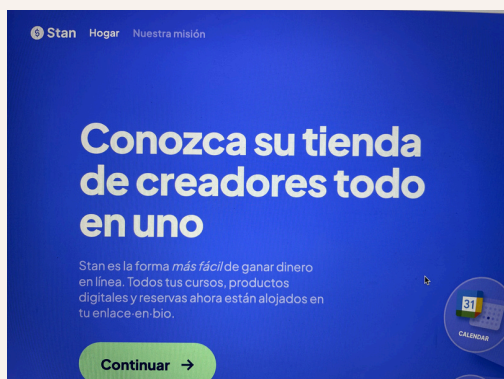 Stan Hogar Nuestra misión
Conozca su tienda
de creadores todo
en uno
Stan es la forma más fácil de ganar dinero
en línea. Todos tus cursos, productos
digitales y reservas ahora están alojados en
tu enlace-en-bio.
31
CALENDAR
Continuar →